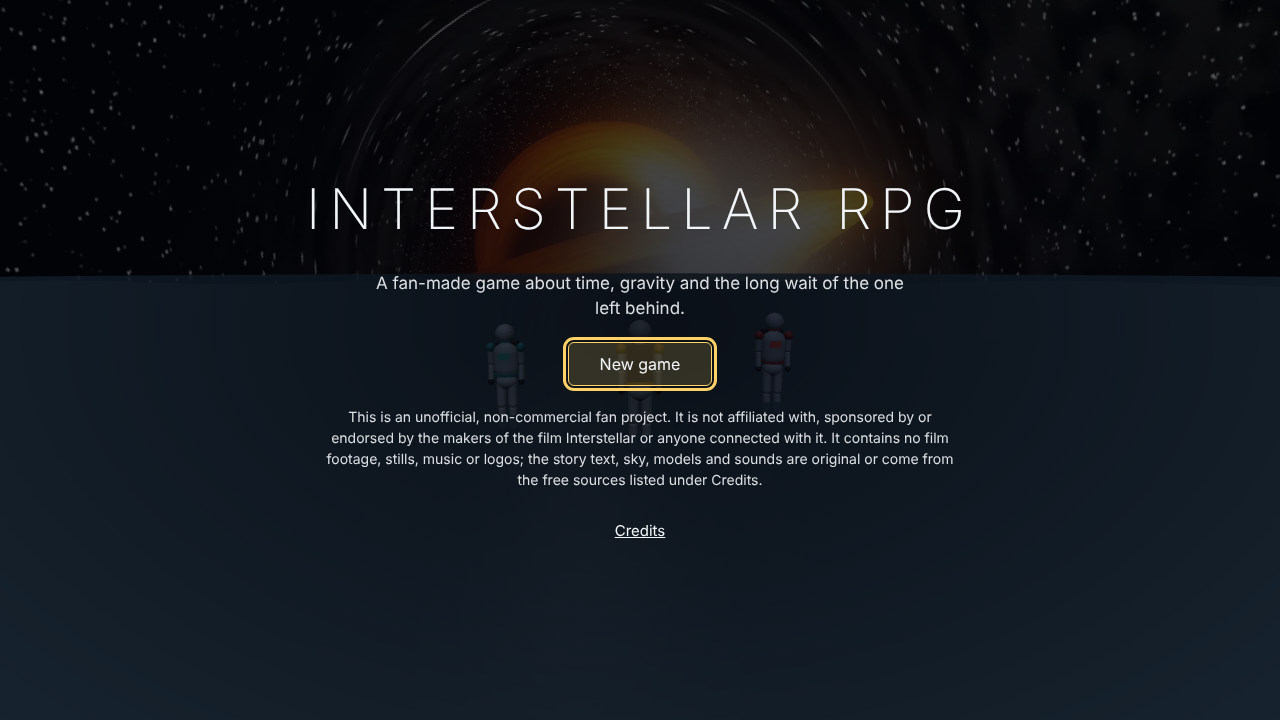 INTERSTELLAR RPG
A fan-made game about time, gravity and the long wait of the one
left behind.
New game
This is an unofficial, non-commercial fan project. It is not affiliated with, sponsored by or
endorsed by the makers of the film Interstellar or anyone connected with it. It contains no film
footage, stills, music or logos; the story text, sky, models and sounds are original or come from
the free sources listed under Credits.
Credits